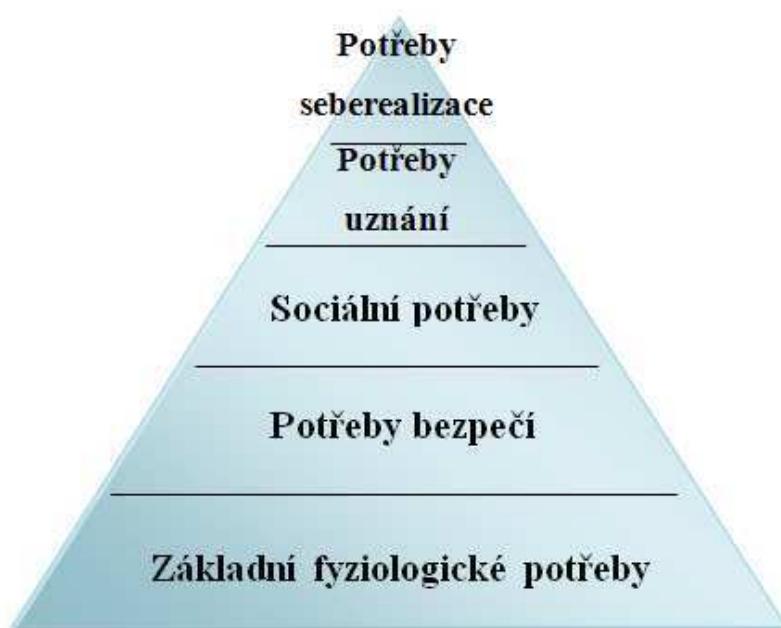 Potřeby
seberealizace
Potřeby
uznání
Sociální potřeby
Potřeby bezpečí
Základní fyziologické potřeby